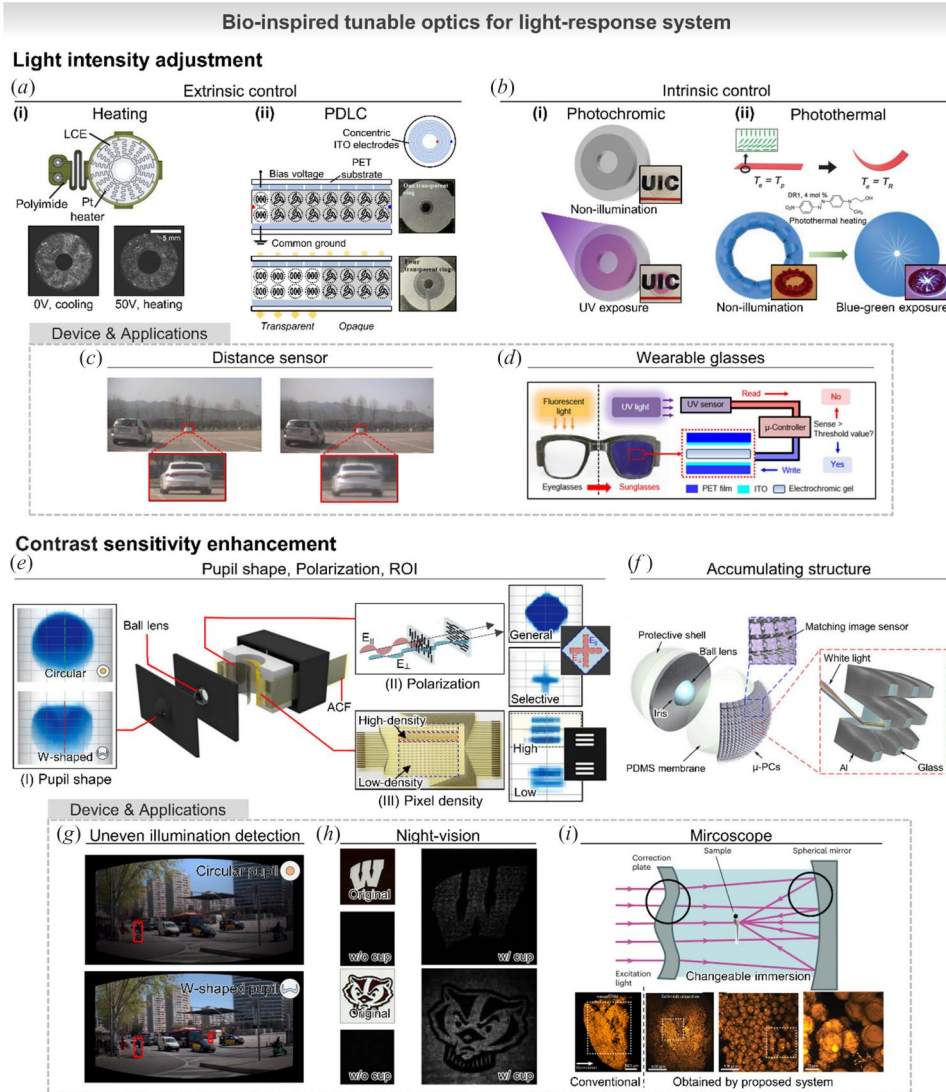 Bio-inspired tunable optics for light-response system
Light intensity adjustment
(a)
Extrinsic control
(i)
Heating
LCE
Polyimide
Pt heater
5 mm
0V, cooling
50V, heating
(ii)
PDLC
Concentric
ITO electrodes
PET
substrate
Bias voltage
One transparent
ring
Common ground
Four
transparent rings
Transparent
Opaque
(b)
Intrinsic control
(i)
Photochromic
UIC
Non-illumination
UIC
UV exposure
(ii)
Photothermal
Te = Tp
Te = TR
DR1, 4 mol %
O2N
N
N
N
OH
CH3
Photothermal heating
Non-illumination
Blue-green exposure
Device & Applications
(c)
Distance sensor
(d)
Wearable glasses
Fluorescent
light
UV light
UV sensor
Read
No
μ-Controller
Sense >
Threshold value?
Yes
Write
Eyeglasses
Sunglasses
PET film
ITO
Electrochromic gel
Contrast sensitivity enhancement
(e)
Pupil shape, Polarization, ROI
Circular
W-shaped
(I) Pupil shape
Ball lens
ACF
E||
E⊥
(II) Polarization
High-density
Low-density
(III) Pixel density
General
Selective
High
Low
(f)
Accumulating structure
Protective shell
Ball lens
Iris
PDMS membrane
μ-PCs
Matching image sensor
White light
Al
Glass
Device & Applications
(g)
Uneven illumination detection
Circular pupil
W-shaped pupil
(h)
Night-vision
W
Original
w/o cup
w/ cup
Original
w/o cup
w/ cup
(i)
Mircoscope
Correction
plate
Sample
Spherical mirror
Excitation
light
Changeable immersion
Conventional
Obtained by proposed system